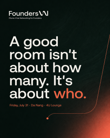 Founders
A good
room isn't
about how
many. It's
about who.